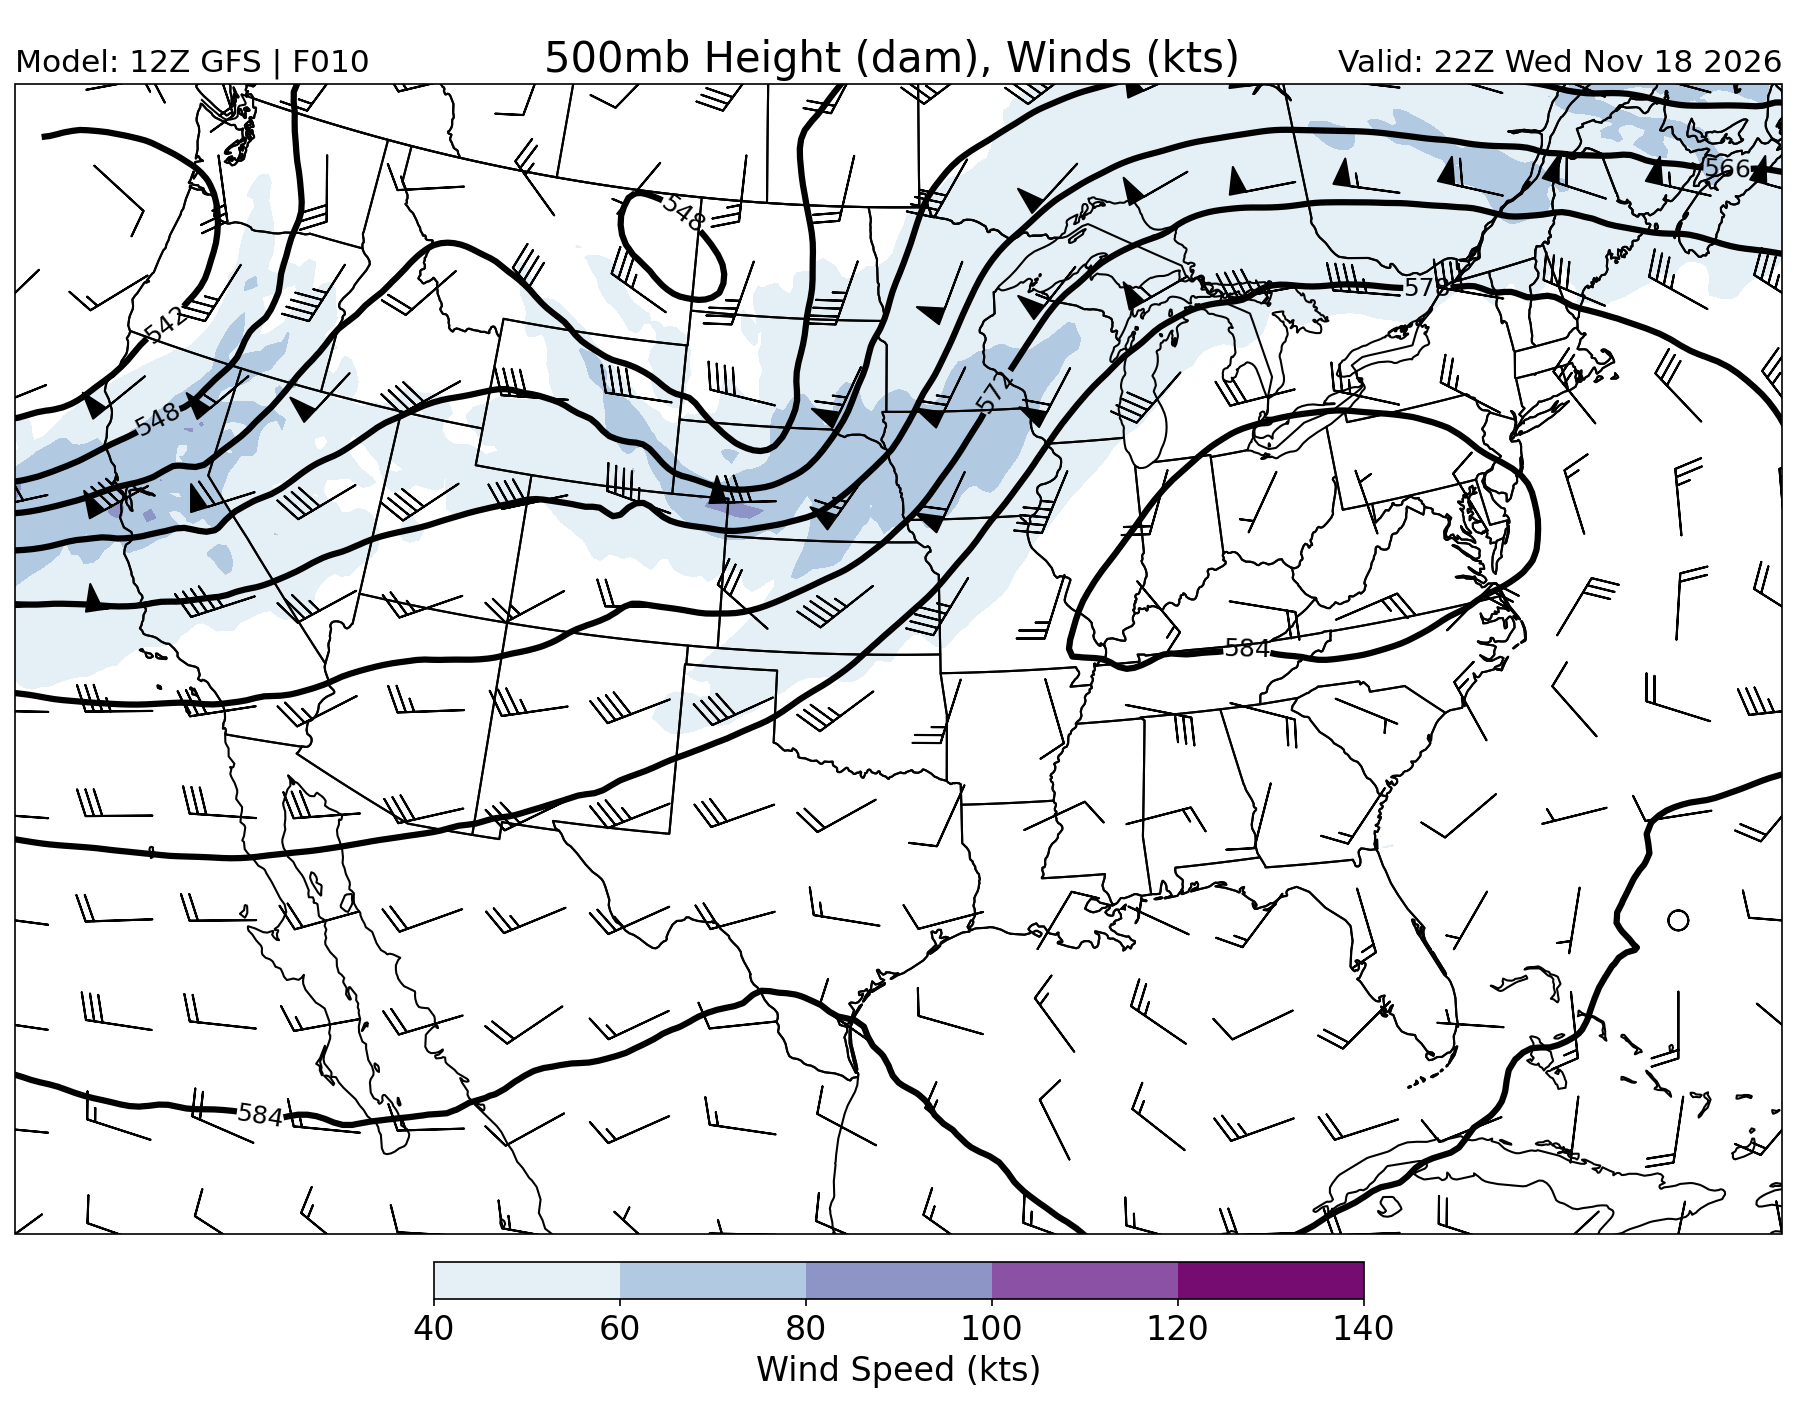 Model: 12Z GFS | F010
500mb Height (dam), Winds (kts)
Valid: 22Z Wed Nov 18 2026
566
548
578
542
572
548
584
584
40 60 80 100 120 140
Wind Speed (kts)